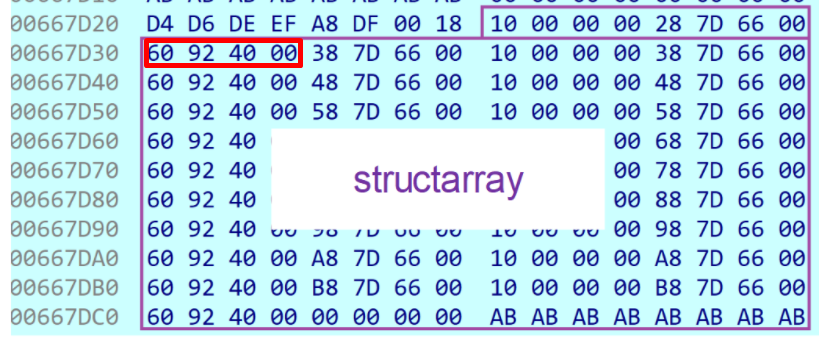 00667D20 D4 D6 DE EF A8 DF 00 18 10 00 00 00 28 7D 66 00
00667D30 60 92 40 00 38 7D 66 00 10 00 00 00 38 7D 66 00
00667D40 60 92 40 00 48 7D 66 00 10 00 00 00 48 7D 66 00
00667D50 60 92 40 00 58 7D 66 00 10 00 00 00 58 7D 66 00
00667D60 60 92 40 00 68 7D 66 00
00667D70 60 92 40 structarray 00 78 7D 66 00
00667D80 60 92 40 00 88 7D 66 00
00667D90 60 92 40 00 98 7D 66 00 10 00 00 00 98 7D 66 00
00667DA0 60 92 40 00 A8 7D 66 00 10 00 00 00 A8 7D 66 00
00667DB0 60 92 40 00 B8 7D 66 00 10 00 00 00 B8 7D 66 00
00667DC0 60 92 40 00 00 00 00 00 AB AB AB AB AB AB AB AB